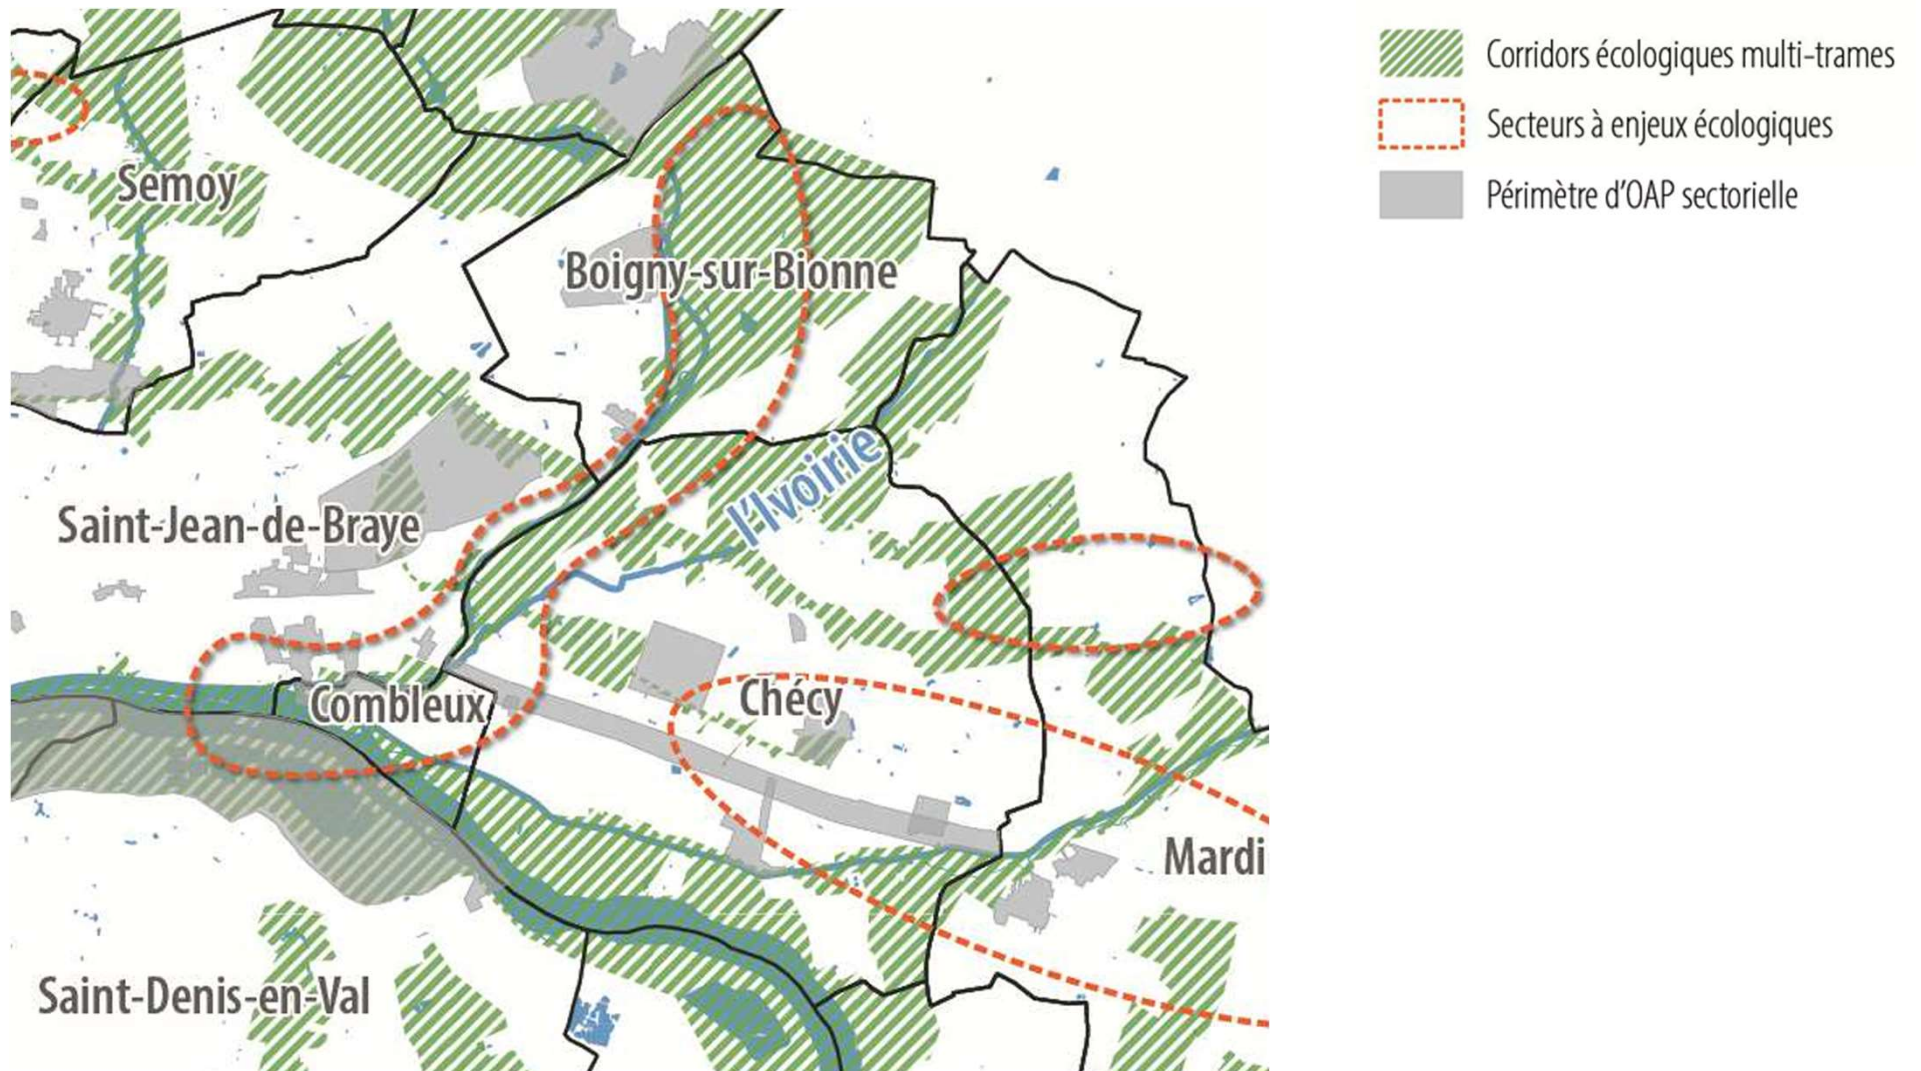 Corridors écologiques multi-trames
Secteurs à enjeux écologiques
Périmètre d'OAP sectorielle
Semoy
Boigny-sur-Bionne
l'Ivoirie
Saint-Jean-de-Braye
Combleux
Chécy
Mardi
Saint-Denis-en-Val